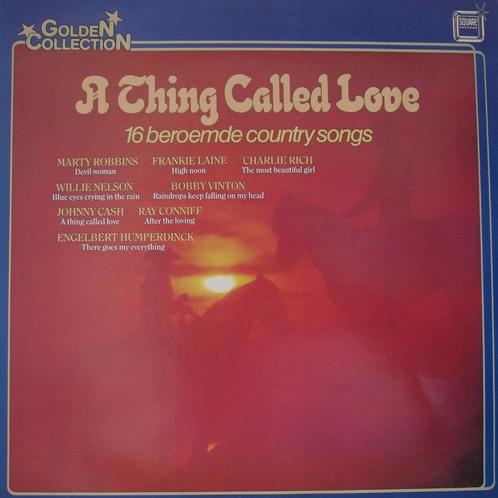 GOLDEN
COLLECTION
SQUARE
A Thing Called Love
16 beroemde country songs
MARTY ROBBINS FRANKIE LAINE CHARLIE RICH
Devil woman High noon The most beautiful girl
WILLIE NELSON BOBBY VINTON
Blue eyes crying in the rain Raindrops keep falling on my head
JOHNNY CASH RAY CONNIFF
A thing called love After the loving
ENGELBERT HUMPERDINCK
There goes my everything